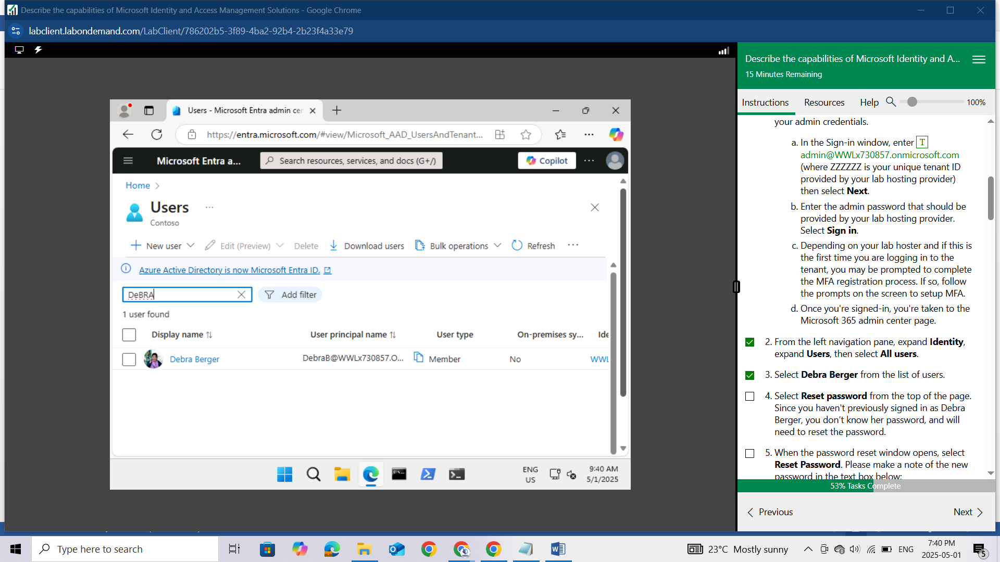 Describe the capabilities of Microsoft Identity and Access Management Solutions - Google Chrome
labclient.labondemand.com/LabClient/786202b5-3f89-4ba2-92b4-2b23f4a33e79
Users - Microsoft Entra admin cer
https://entra.microsoft.com/#view/Microsoft_AAD_UsersAndTenant...
Microsoft Entra a...
Search resources, services, and docs (G+/)
Copilot
Home
Users
Contoso
New user
Edit (Preview)
Delete
Download users
Bulk operations
Refresh
Azure Active Directory is now Microsoft Entra ID.
DeBRA
Add filter
1 user found
Display name
User principal name
User type
On-premises sy...
Ide
Debra Berger
DebraB@WWLx730857.O...
Member
No
WWL
ENG
US
9:40 AM
5/1/2025
Describe the capabilities of Microsoft Identity and A...
15 Minutes Remaining
Instructions
Resources
Help
100%
your admin credentials.
a. In the Sign-in window, enter T
admin@WWLx730857.onmicrosoft.com
(where ZZZZZZ is your unique tenant ID
provided by your lab hosting provider)
then select Next.
b. Enter the admin password that should be
provided by your lab hosting provider.
Select Sign in.
c. Depending on your lab hoster and if this is
the first time you are logging in to the
tenant, you may be prompted to complete
the MFA registration process. If so, follow
the prompts on the screen to setup MFA.
d. Once you're signed-in, you're taken to the
Microsoft 365 admin center page.
2. From the left navigation pane, expand Identity,
expand Users, then select All users.
3. Select Debra Berger from the list of users.
4. Select Reset password from the top of the page.
Since you haven't previously signed in as Debra
Berger, you don’t know her password, and will
need to reset the password.
5. When the password reset window opens, select
Reset Password. Please make a note of the new
password in the text box below:
53% Tasks Complete
Previous
Next
Type here to search
23°C Mostly sunny
ENG
7:40 PM
2025-05-01
5